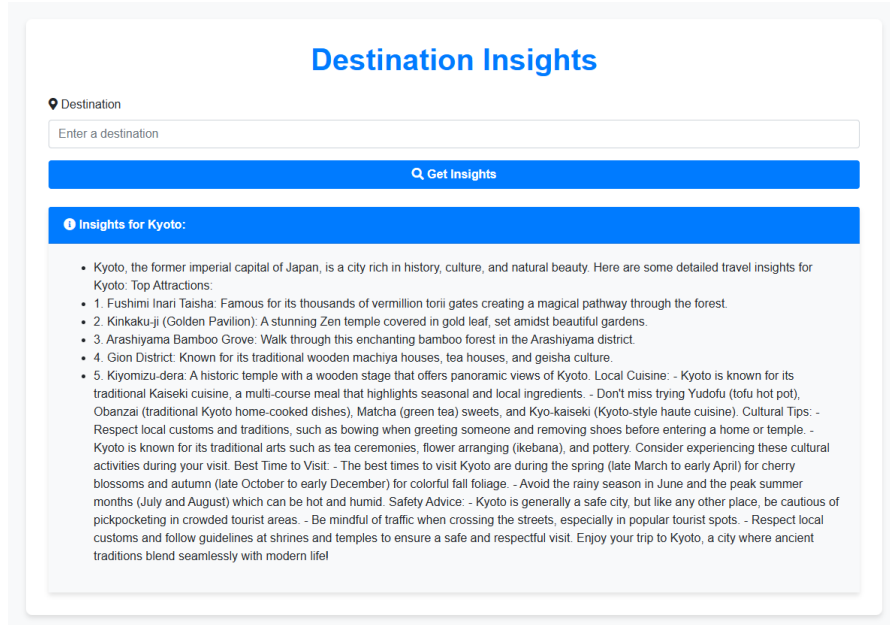 Destination Insights
Destination
Enter a destination
Get Insights
Insights for Kyoto:
• Kyoto, the former imperial capital of Japan, is a city rich in history, culture, and natural beauty. Here are some detailed travel insights for
Kyoto: Top Attractions:
• 1. Fushimi Inari Taisha: Famous for its thousands of vermillion torii gates creating a magical pathway through the forest.
• 2. Kinkaku-ji (Golden Pavilion): A stunning Zen temple covered in gold leaf, set amidst beautiful gardens.
• 3. Arashiyama Bamboo Grove: Walk through this enchanting bamboo forest in the Arashiyama district.
• 4. Gion District: Known for its traditional wooden machiya houses, tea houses, and geisha culture.
• 5. Kiyomizu-dera: A historic temple with a wooden stage that offers panoramic views of Kyoto. Local Cuisine: - Kyoto is known for its
traditional Kaiseki cuisine, a multi-course meal that highlights seasonal and local ingredients. - Don't miss trying Yudofu (tofu hot pot),
Obanzai (traditional Kyoto home-cooked dishes), Matcha (green tea) sweets, and Kyo-kaiseki (Kyoto-style haute cuisine). Cultural Tips: -
Respect local customs and traditions, such as bowing when greeting someone and removing shoes before entering a home or temple. -
Kyoto is known for its traditional arts such as tea ceremonies, flower arranging (ikebana), and pottery. Consider experiencing these cultural
activities during your visit. Best Time to Visit: - The best times to visit Kyoto are during the spring (late March to early April) for cherry
blossoms and autumn (late October to early December) for colorful fall foliage. - Avoid the rainy season in June and the peak summer
months (July and August) which can be hot and humid. Safety Advice: - Kyoto is generally a safe city, but like any other place, be cautious of
pickpocketing in crowded tourist areas. - Be mindful of traffic when crossing the streets, especially in popular tourist spots. - Respect local
customs and follow guidelines at shrines and temples to ensure a safe and respectful visit. Enjoy your trip to Kyoto, a city where ancient
traditions blend seamlessly with modern life!